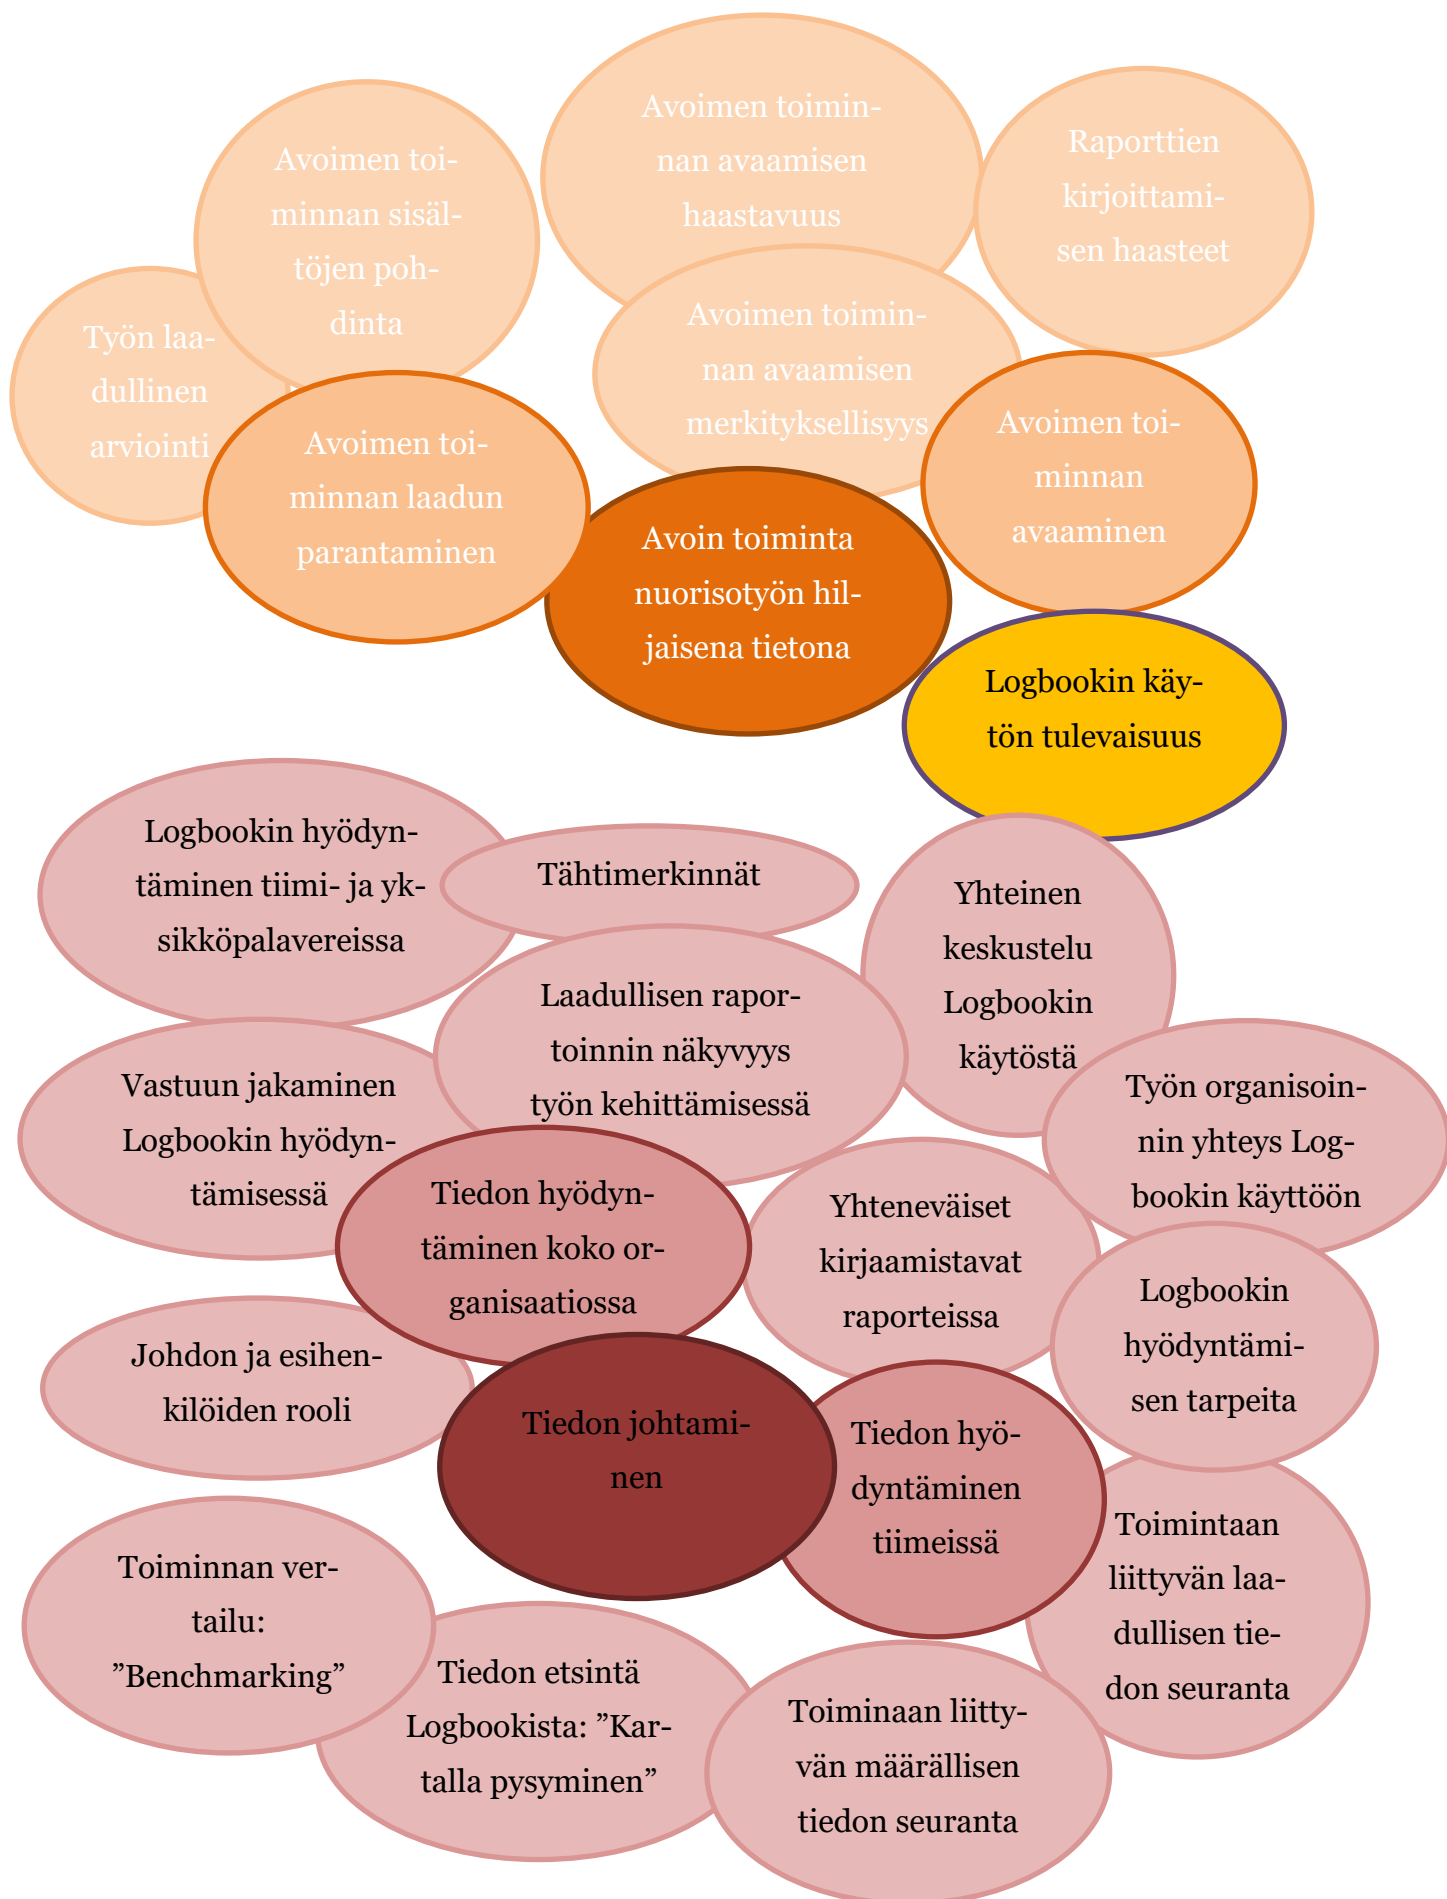 Avoimen toimin-
nan avaamisen
haastavuus
Raporttien
kirjoittami-
sen haasteet
Avoimen toi-
minnan sisäl-
töjen poh-
dinta
Avoimen toimin-
nan avaamisen
merkityksellisyys
Työn laa-
dullinen
arviointi
Avoimen toi-
minnan laadun
parantaminen
Avoimen toi-
minnan
avaaminen
Avoin toiminta
nuorisotyön hil-
jaisena tietona
Logbookin käy-
tön tulevaisuus
Logbookin hyödyn-
täminen tiimi- ja yk-
sikköpalavereissa
Tähtimerkinnät
Yhteinen
keskustelu
Logbookin
käytöstä
Laadullisen rapor-
toinnin näkyvyys
työn kehittämisessä
Vastuun jakaminen
Logbookin hyödyn-
tämisessä
Työn organisoin-
nin yhteys Log-
bookin käyttöön
Tiedon hyödyn-
täminen koko or-
ganisaatiossa
Yhteneväiset
kirjaamistavat
raporteissa
Logbookin
hyödyntämi-
sen tarpeita
Johdon ja esihen-
kilöiden rooli
Tiedon johtami-
nen
Tiedon hyö-
dyntäminen
tiimeissä
Toimintaan
liittyvän laa-
dullisen tie-
don seuranta
Toiminnan ver-
tailu:
”Benchmarking”
Tiedon etsintä
Logbookista: ”Kar-
talla pysyminen”
Toiminaan liitty-
vän määrällisen
tiedon seuranta